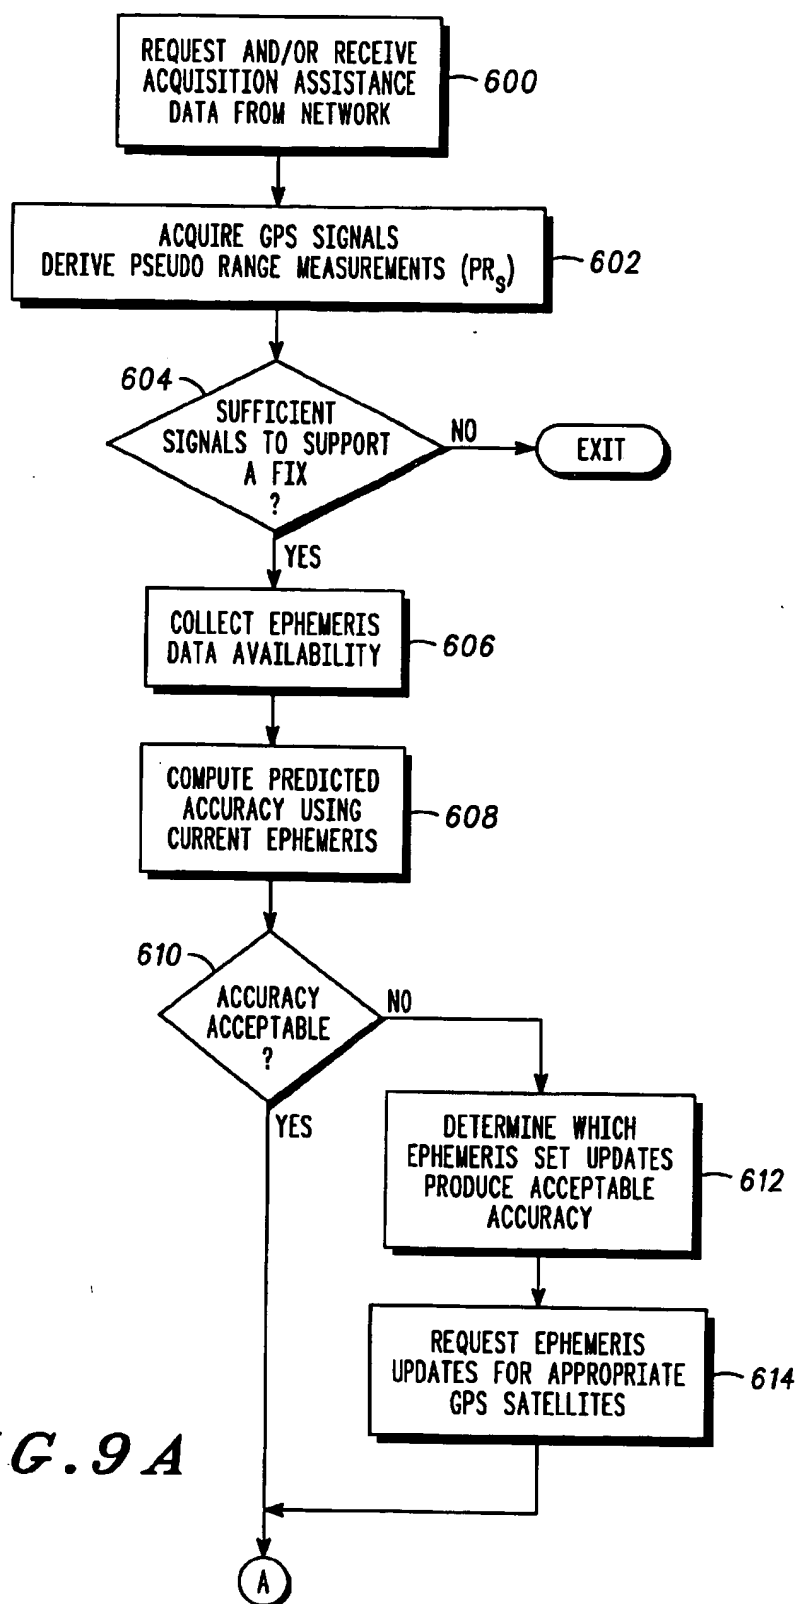 REQUEST AND/OR RECEIVE
ACQUISITION ASSISTANCE
DATA FROM NETWORK
600
ACQUIRE GPS SIGNALS
DERIVE PSEUDO RANGE MEASUREMENTS (PRs)
602
604
SUFFICIENT
SIGNALS TO SUPPORT
A FIX
?
NO
EXIT
YES
COLLECT EPHEMERIS
DATA AVAILABILITY
606
COMPUTE PREDICTED
ACCURACY USING
CURRENT EPHEMERIS
608
610
ACCURACY
ACCEPTABLE
?
NO
YES
DETERMINE WHICH
EPHEMERIS SET UPDATES
PRODUCE ACCEPTABLE
ACCURACY
612
REQUEST EPHEMERIS
UPDATES FOR APPROPRIATE
GPS SATELLITES
614
G.9A
A